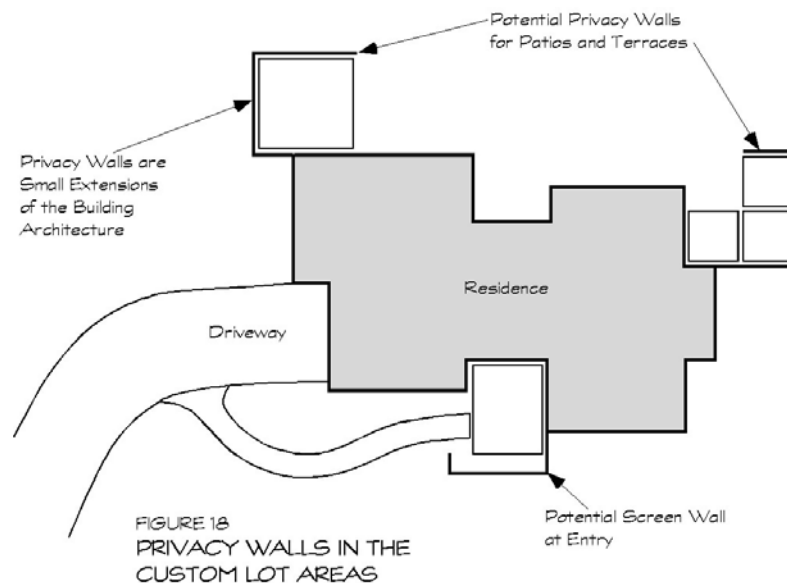 Potential Privacy Walls
for Patios and Terraces
Privacy Walls are
Small Extensions
of the Building
Architecture
Residence
Driveway
Potential Screen Wall
at Entry
FIGURE 18
PRIVACY WALLS IN THE
CUSTOM LOT AREAS